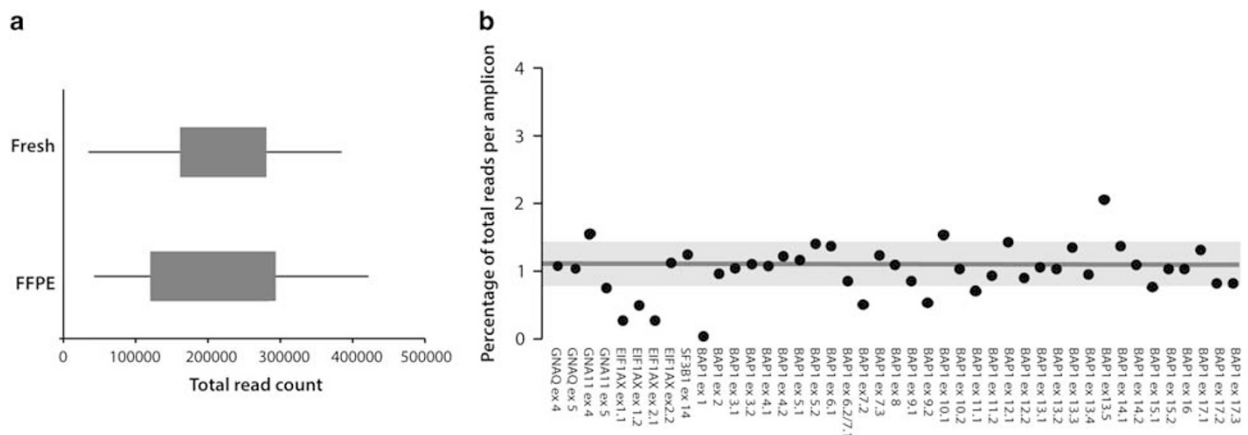 a
Fresh
FFPE
0
100000
200000
300000
400000
500000
Total read count
b
Percentage of total reads per amplicon
4
3
2
1
0
GNAQ ex 4
GNAQ ex 5
GNA11 ex 4
GNA11 ex 5
EIF1AX ex1.1
EIF1AX ex 1.2
EIF1AX ex 2.1
EIF1AX ex2.2
SF3B1 ex 14
BAP1 ex 1
BAP1 ex 2
BAP1 ex 3.1
BAP1 ex 3.2
BAP1 ex 4.1
BAP1 ex 4.2
BAP1 ex 5.1
BAP1 ex 5.2
BAP1 ex 6.1
BAP1 ex 6.2/7.1
BAP1 ex7.2
BAP1 ex 7.3
BAP1 ex 8
BAP1 ex 9.1
BAP1 ex 9.2
BAP1 ex 10.1
BAP1 ex 10.2
BAP1 ex 11.1
BAP1 ex 11.2
BAP1 ex 12.1
BAP1 ex 12.2
BAP1 ex 13.1
BAP1 ex 13.2
BAP1 ex 13.3
BAP1 ex 13.4
BAP1 ex13.5
BAP1 ex 14.1
BAP1 ex 14.2
BAP1 ex 15.1
BAP1 ex 15.2
BAP1 ex 16
BAP1 ex 17.1
BAP1 ex 17.2
BAP1 ex 17.3